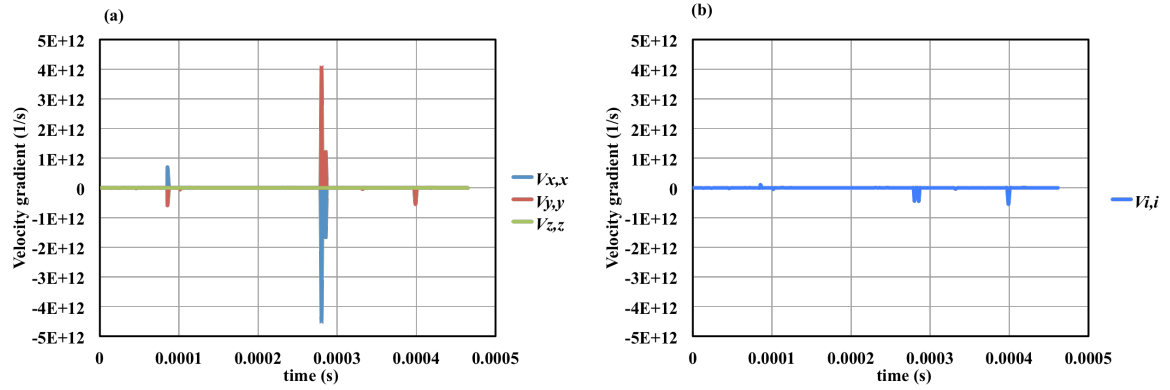 (a)
5E+12
4E+12
3E+12
2E+12
1E+12
0
-1E+12
-2E+12
-3E+12
-4E+12
-5E+12
Velocity gradient (1/s)
0 0.0001 0.0002 0.0003 0.0004 0.0005
time (s)
Vx,x
Vy,y
Vz,z
(b)
5E+12
4E+12
3E+12
2E+12
1E+12
0
-1E+12
-2E+12
-3E+12
-4E+12
-5E+12
Velocity gradient (1/s)
0 0.0001 0.0002 0.0003 0.0004 0.0005
time (s)
Vi,i